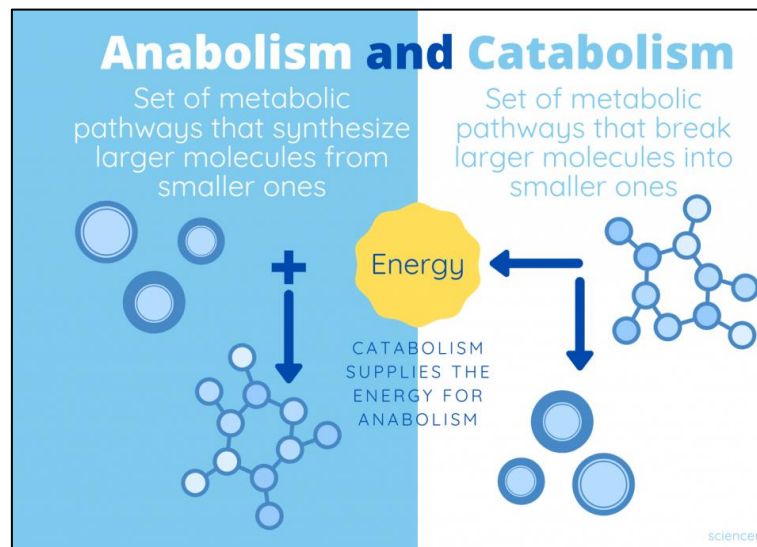 Anabolism and Catabolism
Set of metabolic
pathways that synthesize
larger molecules from
smaller ones
Set of metabolic
pathways that break
larger molecules into
smaller ones
+
Energy
CATABOLISM
SUPPLIES THE
ENERGY FOR
ANABOLISM